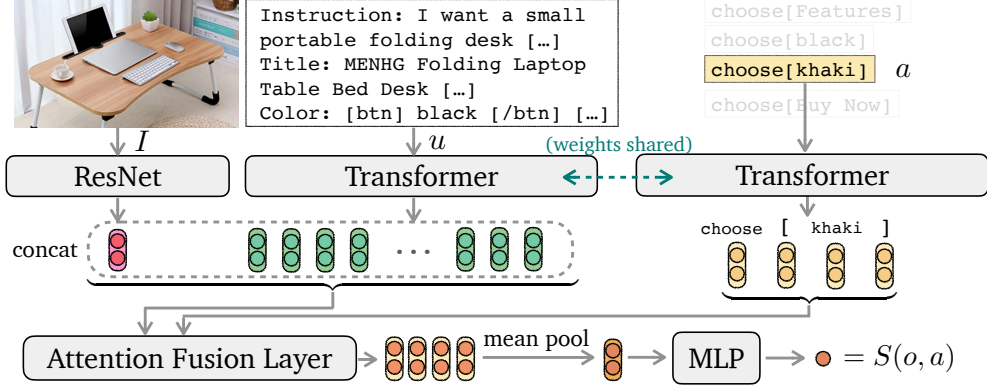 Instruction: I want a small
portable folding desk […]
Title: MENHG Folding Laptop
Table Bed Desk […]
Color: [btn] black [/btn] […]
choose[Features]
choose[black]
choose[khaki] a
choose[Buy Now]
I
u
(weights shared)
ResNet
Transformer
Transformer
concat
...
choose [ khaki ]
Attention Fusion Layer
mean pool
MLP
= S(o, a)